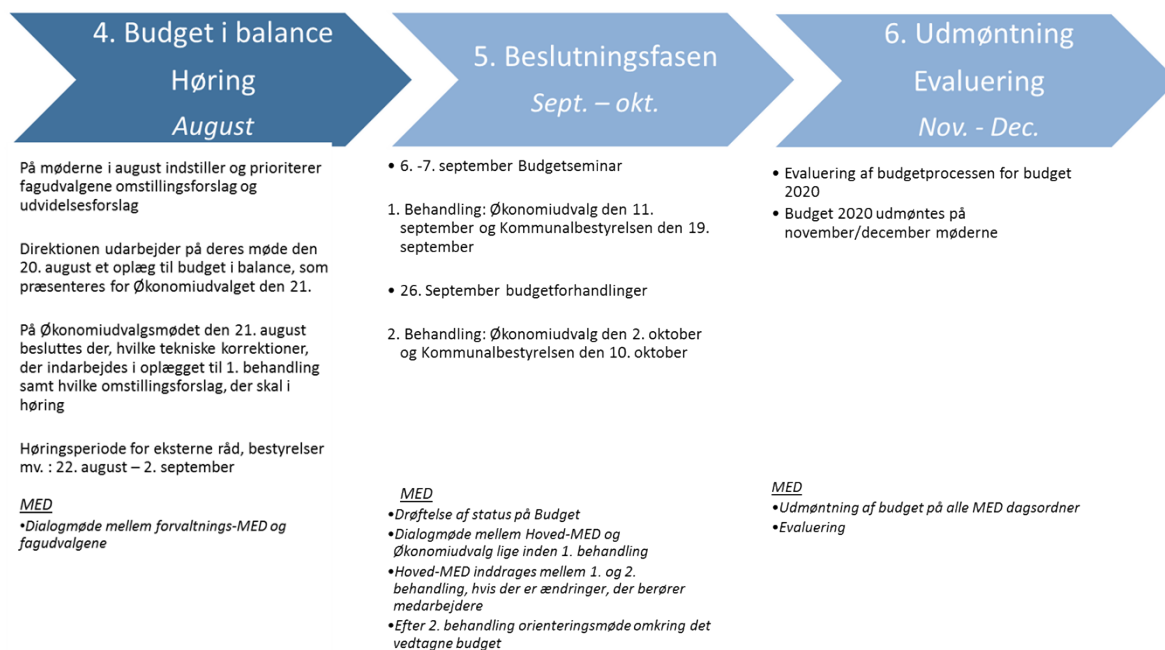 4. Budget i balance
Høring
August
På møderne i august indstiller og prioriterer
fagudvalgene omstillingsforslag og
udvidelsesforslag
Direktionen udarbejder på deres møde den
20. august et oplæg til budget i balance, som
præsenteres for Økonomiudvalget den 21.
På Økonomiudvalgsmødet den 21. august
besluttes der, hvilke tekniske korrektioner,
der indarbejdes i oplægget til 1. behandling
samt hvilke omstillingsforslag, der skal i
høring
Høringsperiode for eksterne råd, bestyrelser
mv. : 22. august – 2. september
MED
•Dialogmøde mellem forvaltnings-MED og
fagudvalgene
5. Beslutningsfasen
Sept. – okt.
• 6. -7. september Budgetseminar
1. Behandling: Økonomiudvalg den 11.
september og Kommunalbestyrelsen den 19.
september
• 26. September budgetforhandlinger
2. Behandling: Økonomiudvalg den 2. oktober
og Kommunalbestyrelsen den 10. oktober
MED
•Drøftelse af status på Budget
•Dialogmøde mellem Hoved-MED og
Økonomiudvalg lige inden 1. behandling
•Hoved-MED inddrages mellem 1. og 2.
behandling, hvis der er ændringer, der berører
medarbejdere
•Efter 2. behandling orienteringsmøde omkring det
vedtagne budget
6. Udmøntning
Evaluering
Nov. - Dec.
• Evaluering af budgetprocessen for budget
2020
• Budget 2020 udmøntes på
november/december møderne
MED
•Udmøntning af budget på alle MED dagsordner
•Evaluering